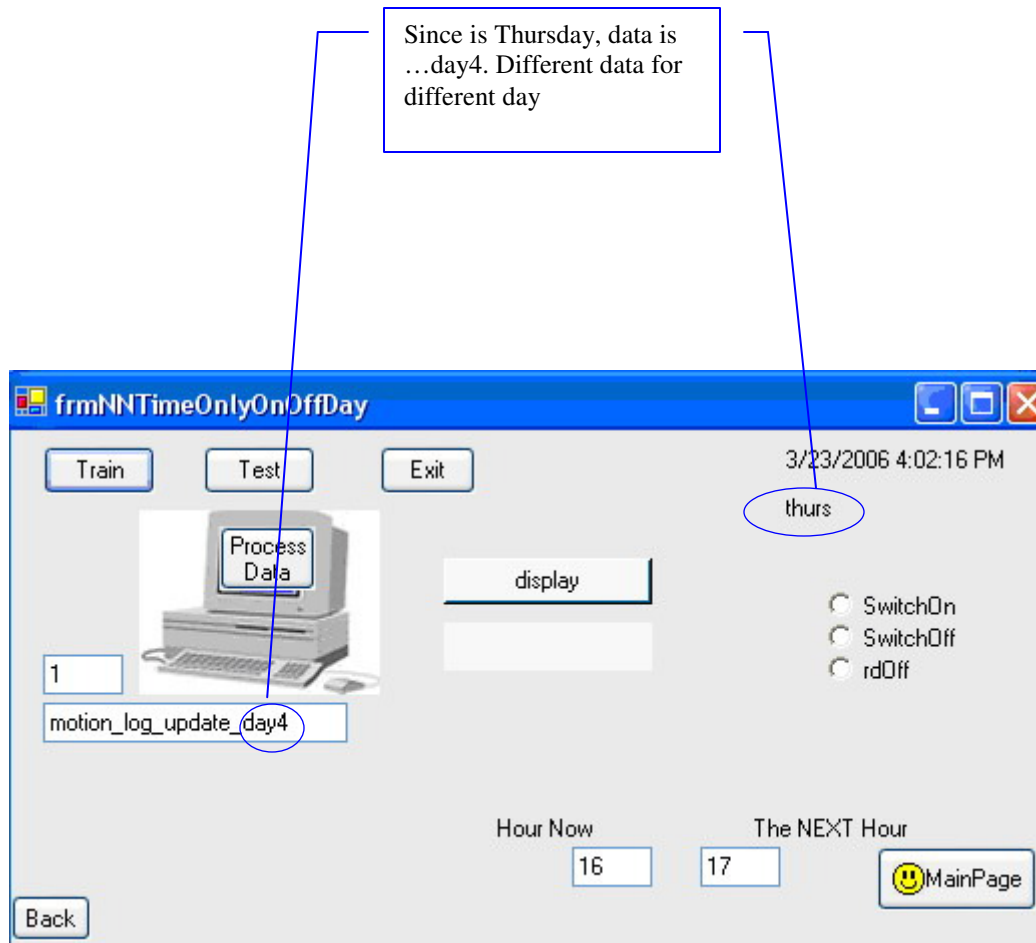 Since is Thursday, data is
…day4. Different data for
different day
frmNNTimeOnlyOnOffDay
Train
Test
Exit
3/23/2006 4:02:16 PM
thurs
Process
Data
display
SwitchOn
SwitchOff
rdOff
1
motion_log_update_day4
Hour Now
The NEXT Hour
16
17
MainPage
Back